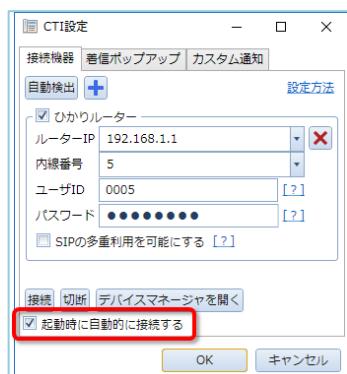 CTI設定
接続機器 着信ポップアップ カスタム通知
自動検出 設定方法
ひかりルーター
ルーターIP 192.168.1.1
内線番号 5
ユーザID 0005 [?]
パスワード ●●●●●●●● [?]
SIPの多重利用を可能にする [?]
接続 切断 デバイスマネージャを開く
起動時に自動的に接続する
OK キャンセル